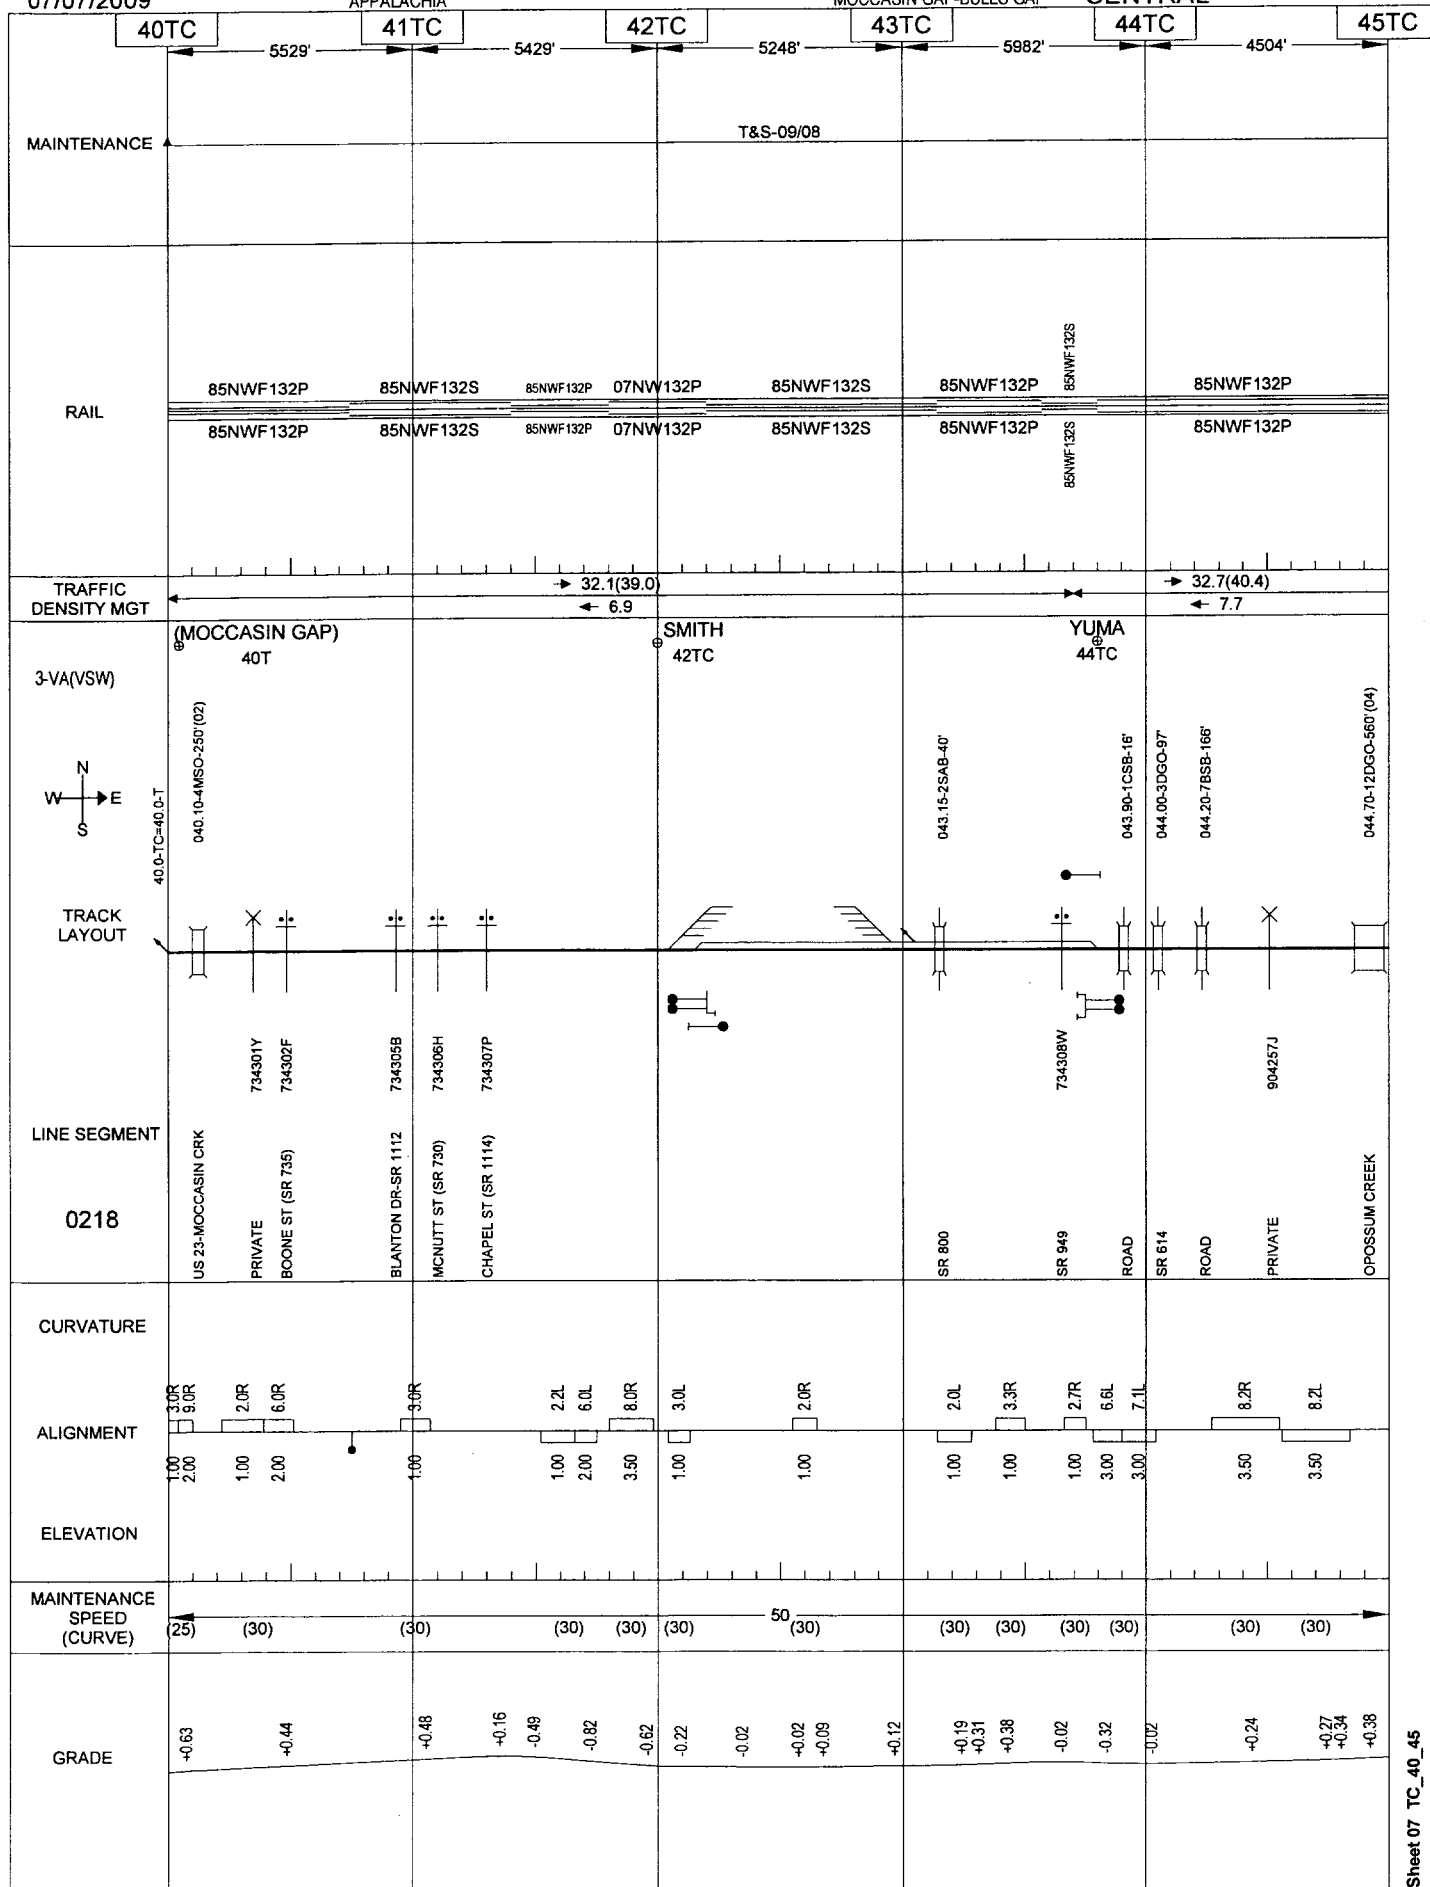 07/07/2009 APPALACHIA MOCCASIN GAP-BULLS GAP CENTRAL
40TC 41TC 42TC 43TC 44TC 45TC
5529' 5429' 5248' 5982' 4504'
MAINTENANCE
T&S-09/08
RAIL
85NWF132P 85NWF132S 85NWF132P 07NW132P 85NWF132S 85NWF132P 85NWF132S 85NWF132P
85NWF132P 85NWF132S 85NWF132P 07NW132P 85NWF132S 85NWF132P 85NWF132S 85NWF132P
TRAFFIC
DENSITY MGT
32.1(39.0) 32.7(40.4)
6.9 7.7
(MOCCASIN GAP) SMITH YUMA
40T 42TC 44TC
3-VA(VSW)
N
W E
S
40.0-TC=40.0-T
040.10-4MSO-250'(02)
043.15-2SAB-40'
043.90-1CSB-16'
044.00-3DGO-97'
044.20-7BSB-166'
044.70-12DGO-560'(04)
TRACK
LAYOUT
734301Y
734302F
734305B
734306H
734307P
734308W
904257J
LINE SEGMENT
0218
US 23-MOCCASIN CRK
PRIVATE
BOONE ST (SR 735)
BLANTON DR-SR 1112
MCNUTT ST (SR 730)
CHAPEL ST (SR 1114)
SR 800
SR 949
ROAD
SR 614
ROAD
PRIVATE
OPOSSUM CREEK
CURVATURE
3.0R 9.0R 2.0R 6.0R 3.0R 2.2L 6.0L 8.0R 3.0L 2.0R 2.0L 3.3R 2.7R 6.6L 7.1L 8.2R 8.2L
ALIGNMENT
1.00 2.00 1.00 2.00 1.00 1.00 2.00 3.50 1.00 1.00 1.00 1.00 1.00 3.00 3.00 3.50 3.50
ELEVATION
MAINTENANCE
SPEED
(CURVE)
50
(25) (30) (30) (30) (30) (30) (30) (30) (30) (30) (30) (30) (30)
GRADE
+0.63 +0.44 +0.48 +0.16 -0.49 -0.82 -0.62 -0.22 -0.02 +0.02 +0.09 +0.12 +0.19 +0.31 +0.38 -0.02 -0.32 -0.02 +0.24 +0.27 +0.34 +0.38
Sheet 07 TC_40_45